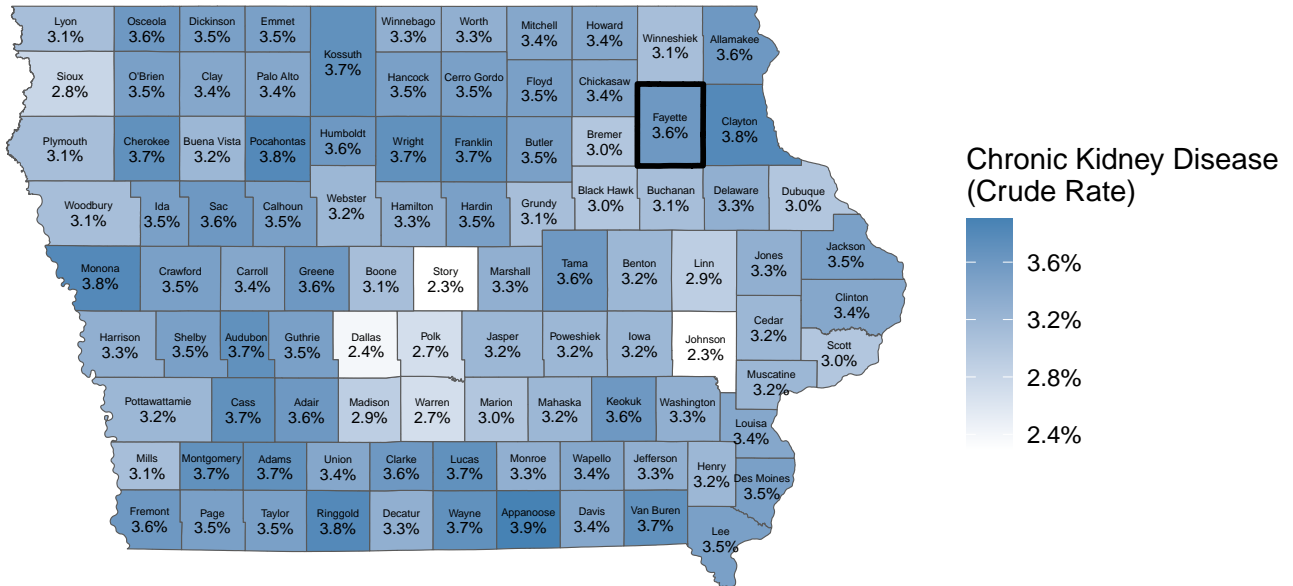 Lyon
3.1%
Osceola
3.6%
Dickinson
3.5%
Emmet
3.5%
Kossuth
3.7%
Winnebago
3.3%
Worth
3.3%
Mitchell
3.4%
Howard
3.4%
Winneshiek
3.1%
Allamakee
3.6%
Sioux
2.8%
O'Brien
3.5%
Clay
3.4%
Palo Alto
3.4%
Hancock
3.5%
Cerro Gordo
3.5%
Floyd
3.5%
Chickasaw
3.4%
Fayette
3.6%
Clayton
3.8%
Plymouth
3.1%
Cherokee
3.7%
Buena Vista
3.2%
Pocahontas
3.8%
Humboldt
3.6%
Wright
3.7%
Franklin
3.7%
Butler
3.5%
Bremer
3.0%
Woodbury
3.1%
Ida
3.5%
Sac
3.6%
Calhoun
3.5%
Webster
3.2%
Hamilton
3.3%
Hardin
3.5%
Grundy
3.1%
Black Hawk
3.0%
Buchanan
3.1%
Delaware
3.3%
Dubuque
3.0%
Monona
3.8%
Crawford
3.5%
Carroll
3.4%
Greene
3.6%
Boone
3.1%
Story
2.3%
Marshall
3.3%
Tama
3.6%
Benton
3.2%
Linn
2.9%
Jones
3.3%
Jackson
3.5%
Clinton
3.4%
Harrison
3.3%
Shelby
3.5%
Audubon
3.7%
Guthrie
3.5%
Dallas
2.4%
Polk
2.7%
Jasper
3.2%
Poweshiek
3.2%
Iowa
3.2%
Johnson
2.3%
Cedar
3.2%
Scott
3.0%
Muscatine
3.2%
Pottawattamie
3.2%
Cass
3.7%
Adair
3.6%
Madison
2.9%
Warren
2.7%
Marion
3.0%
Mahaska
3.2%
Keokuk
3.6%
Washington
3.3%
Louisa
3.4%
Mills
3.1%
Montgomery
3.7%
Adams
3.7%
Union
3.4%
Clarke
3.6%
Lucas
3.7%
Monroe
3.3%
Wapello
3.4%
Jefferson
3.3%
Henry
3.2%
Des Moines
3.5%
Fremont
3.6%
Page
3.5%
Taylor
3.5%
Ringgold
3.8%
Decatur
3.3%
Wayne
3.7%
Appanoose
3.9%
Davis
3.4%
Van Buren
3.7%
Lee
3.5%
Chronic Kidney Disease
(Crude Rate)
3.6%
3.2%
2.8%
2.4%